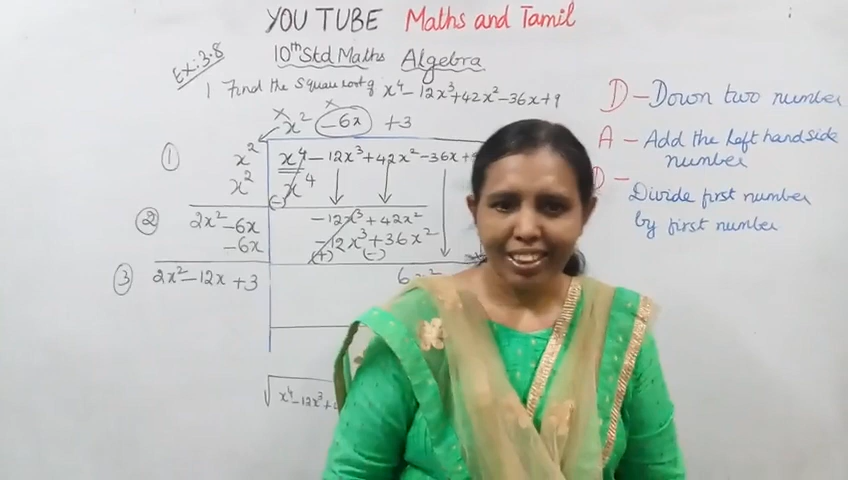 YOU TUBE Maths and Tamil
10th Std Maths Algebra
Ex:3.8
1 Find the Square root of x⁴-12x³+42x²-36x+9
x² -6x +3
① x² x⁴-12x³+42x²-36x+9
x² x⁴
(-)
② 2x²-6x -12x³+42x²
-6x -12x³+36x²
(+) (-)
③ 2x²-12x+3 6x²
√x⁴-12x³+
D - Down two number
A - Add the left hand side
number
D -
Divide first number
by first number